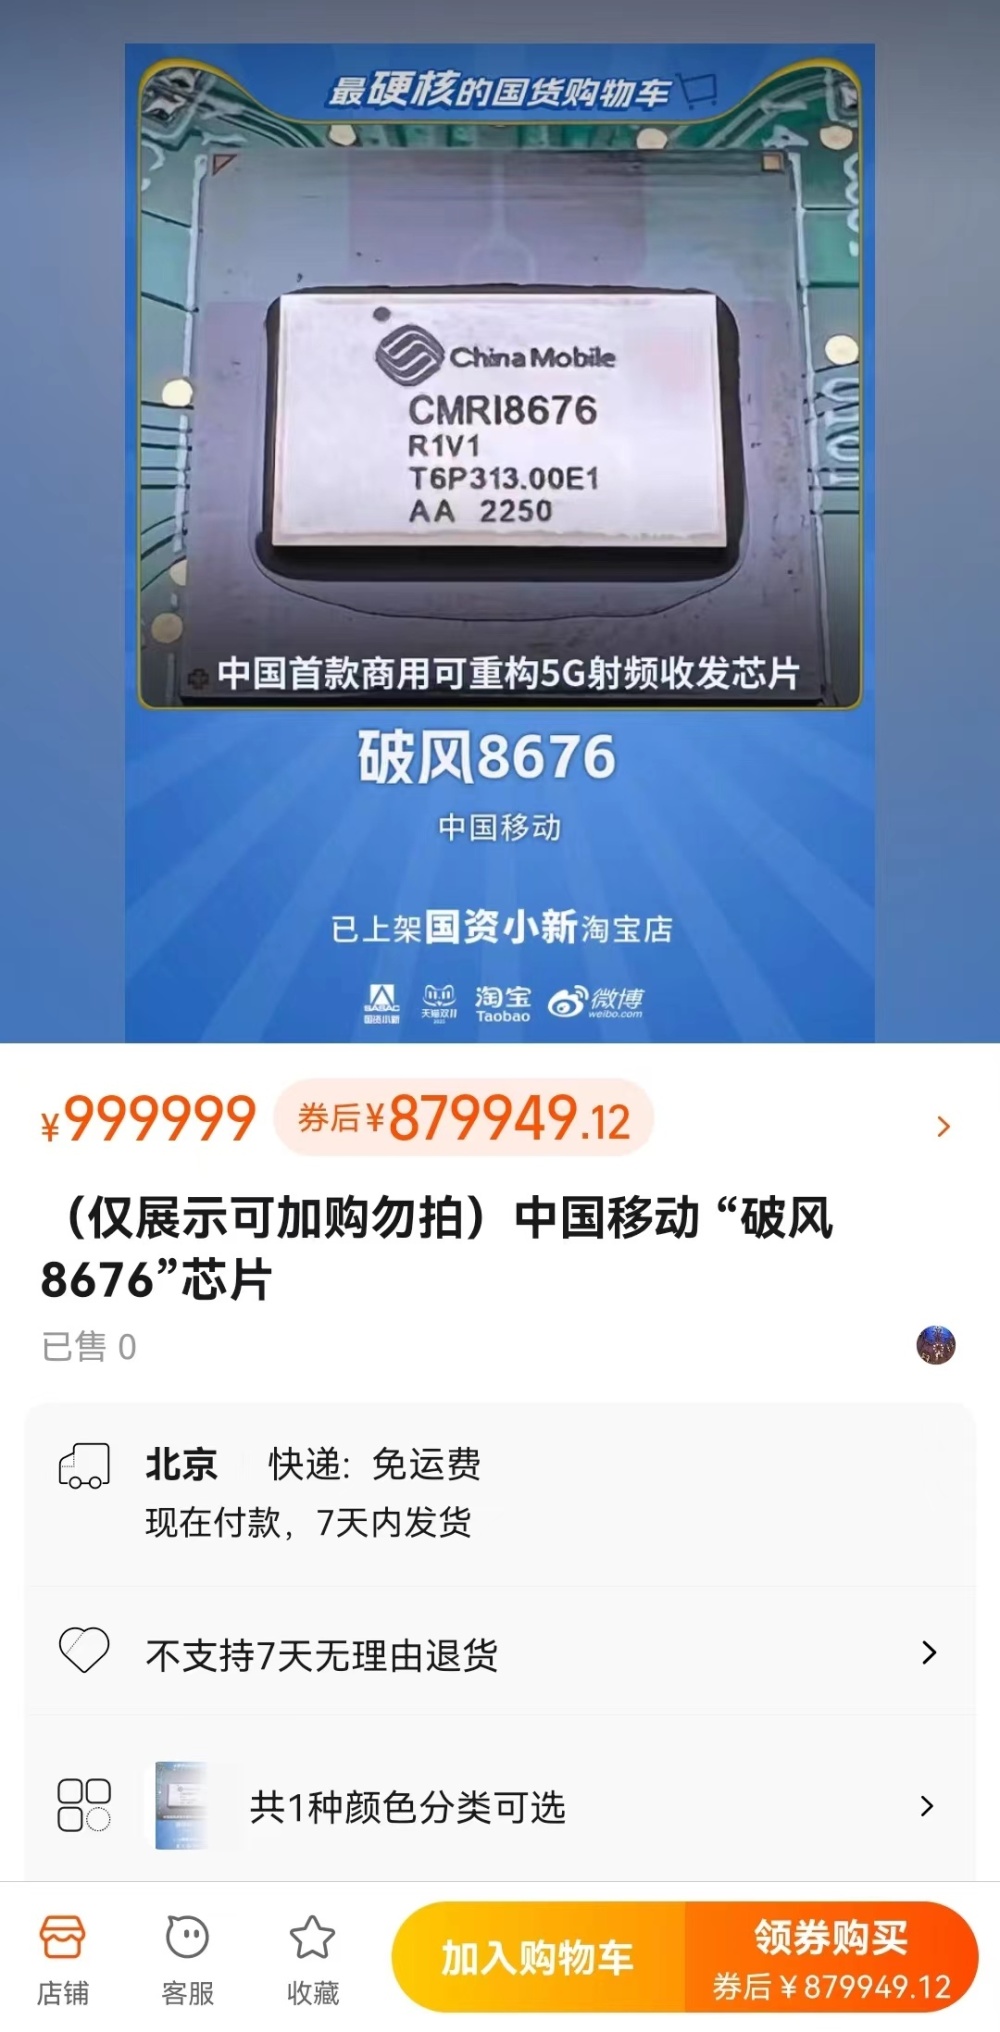 最硬核的国货购物车
China Mobile
CMRI8676
R1V1
T6P313.00E1
AA 2250
中国首款商用可重构5G射频收发芯片
破风8676
中国移动
已上架国资小新淘宝店
SASAC
国资小新
天猫双11
淘宝
Taobao
微博
weibo.com
¥999999 券后¥879949.12
（仅展示可加购勿拍）中国移动 “破风
8676”芯片
已售 0
北京 快递: 免运费
现在付款，7天内发货
不支持7天无理由退货
共1种颜色分类可选
店铺
客服
收藏
加入购物车
领券购买
券后¥879949.12